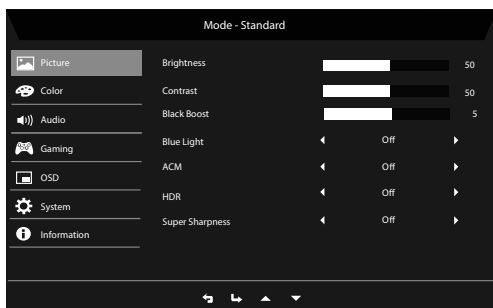 Mode - Standard
Picture
Color
Audio
Gaming
OSD
System
Information
Brightness 50
Contrast 50
Black Boost 5
Blue Light Off
ACM Off
HDR Off
Super Sharpness Off